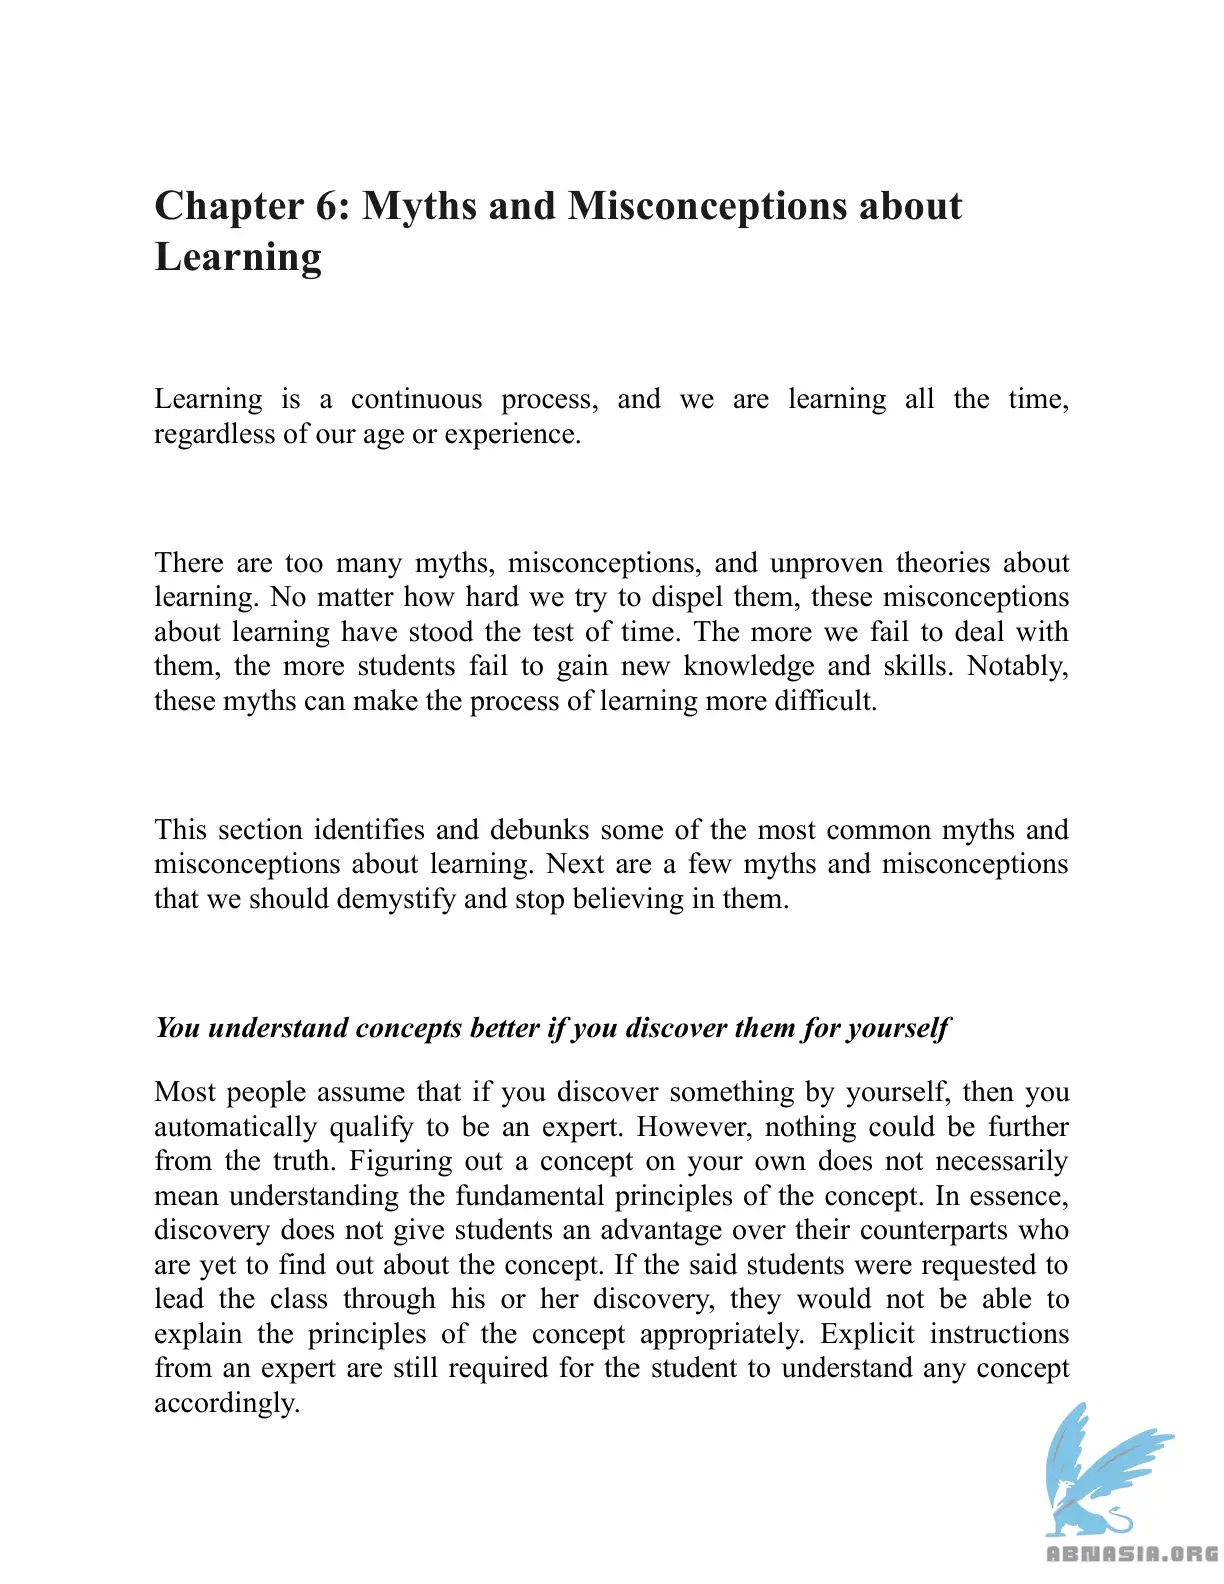 Chapter 6: Myths and Misconceptions about
Learning
Learning is a continuous process, and we are learning all the time,
regardless of our age or experience.
There are too many myths, misconceptions, and unproven theories about
learning. No matter how hard we try to dispel them, these misconceptions
about learning have stood the test of time. The more we fail to deal with
them, the more students fail to gain new knowledge and skills. Notably,
these myths can make the process of learning more difficult.
This section identifies and debunks some of the most common myths and
misconceptions about learning. Next are a few myths and misconceptions
that we should demystify and stop believing in them.
You understand concepts better if you discover them for yourself
Most people assume that if you discover something by yourself, then you
automatically qualify to be an expert. However, nothing could be further
from the truth. Figuring out a concept on your own does not necessarily
mean understanding the fundamental principles of the concept. In essence,
discovery does not give students an advantage over their counterparts who
are yet to find out about the concept. If the said students were requested to
lead the class through his or her discovery, they would not be able to
explain the principles of the concept appropriately. Explicit instructions
from an expert are still required for the student to understand any concept
accordingly.
ABNASIA.ORG